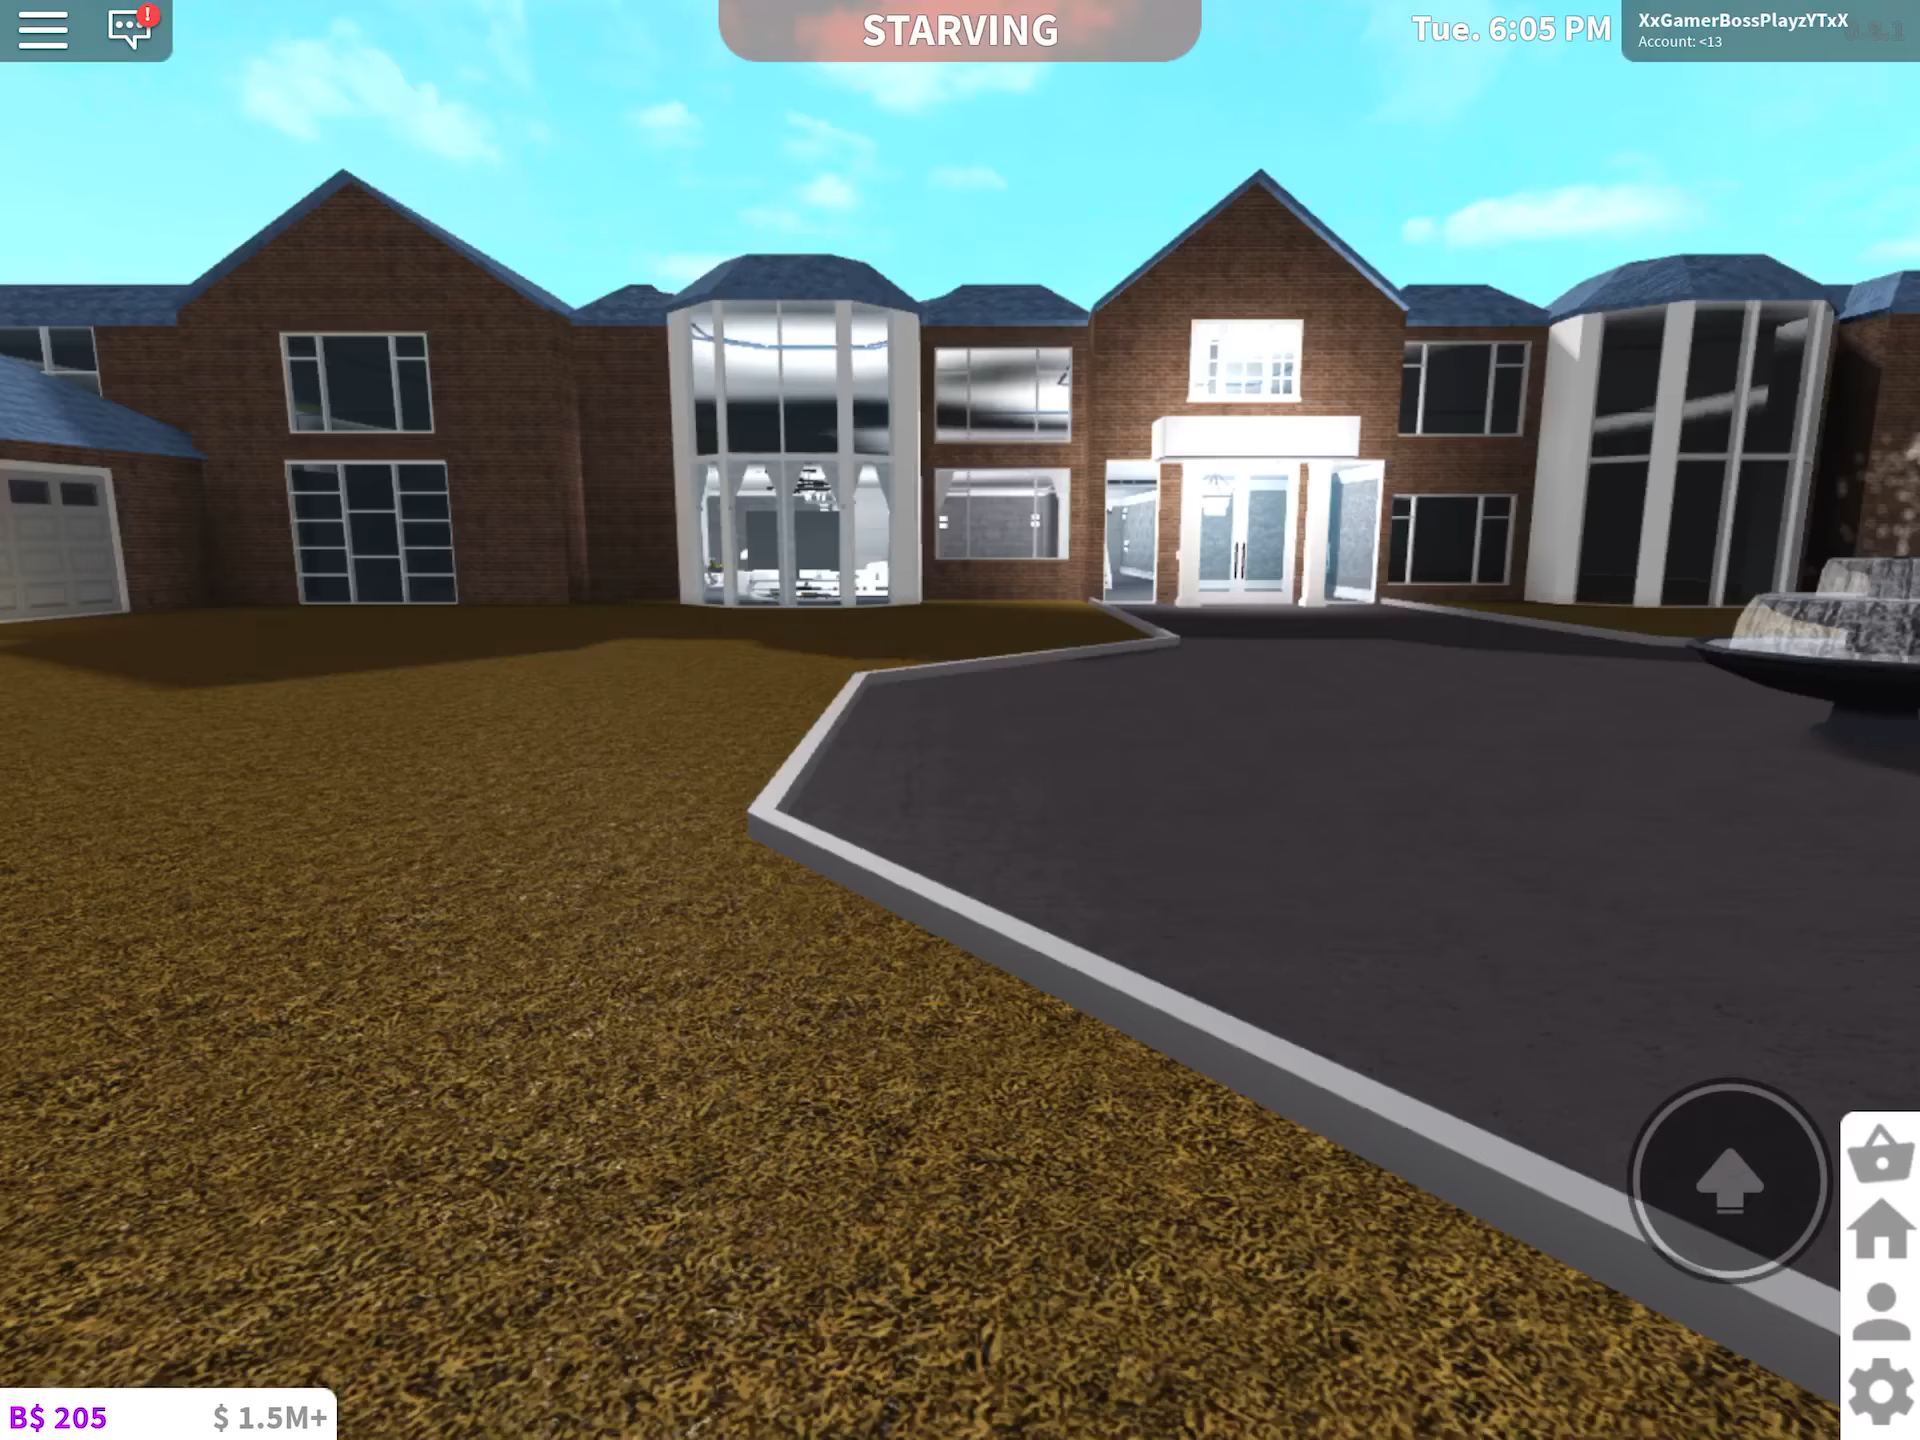 !
STARVING
Tue. 6:05 PM
XxGamerBossPlayzYTxX
Account: <13
B$ 205
$ 1.5M+